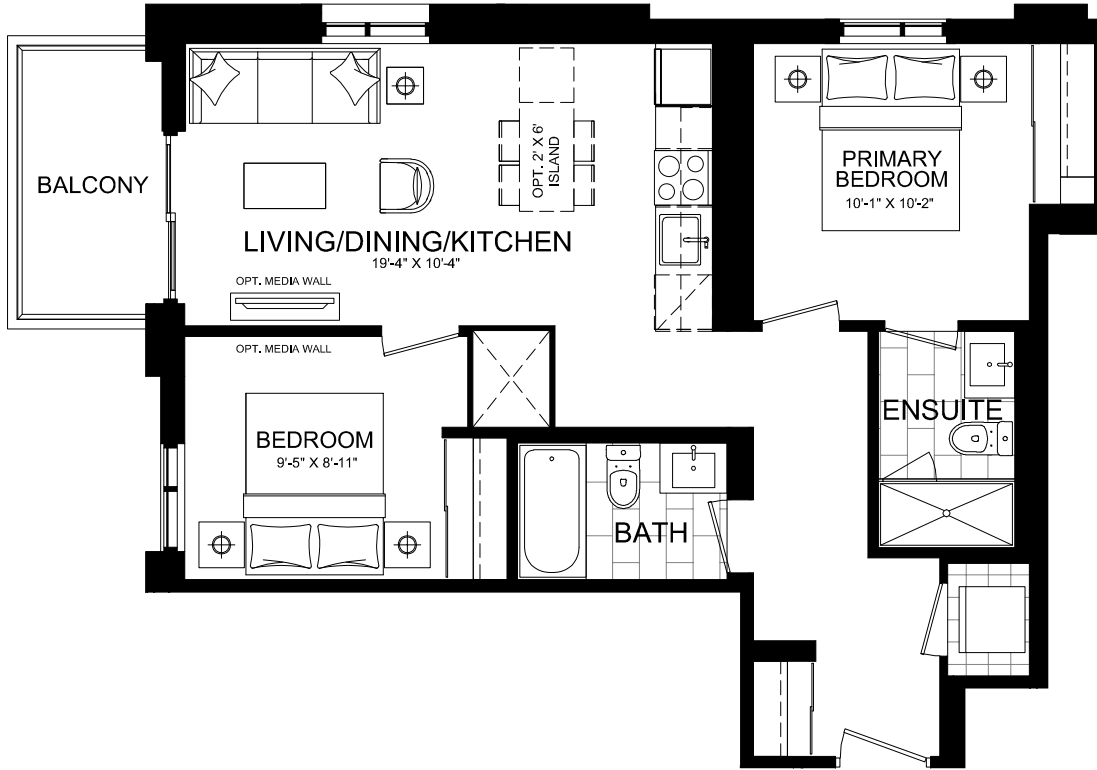 BALCONY
OPT. 2' X 6'
ISLAND
LIVING/DINING/KITCHEN
19'-4" X 10'-4"
OPT. MEDIA WALL
PRIMARY
BEDROOM
10'-1" X 10'-2"
OPT. MEDIA WALL
BEDROOM
9'-5" X 8'-11"
BATH
ENSUITE